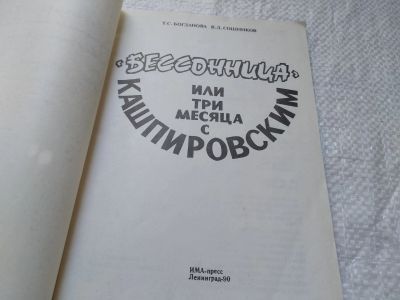 Т.С. БОГДАНОВА В.Л. СОШНИКОВ
«БЕССОННИЦА»
ИЛИ
ТРИ
МЕСЯЦА
С
КАШПИРОВСКИМ
ИМА-пресс
Ленинград-90